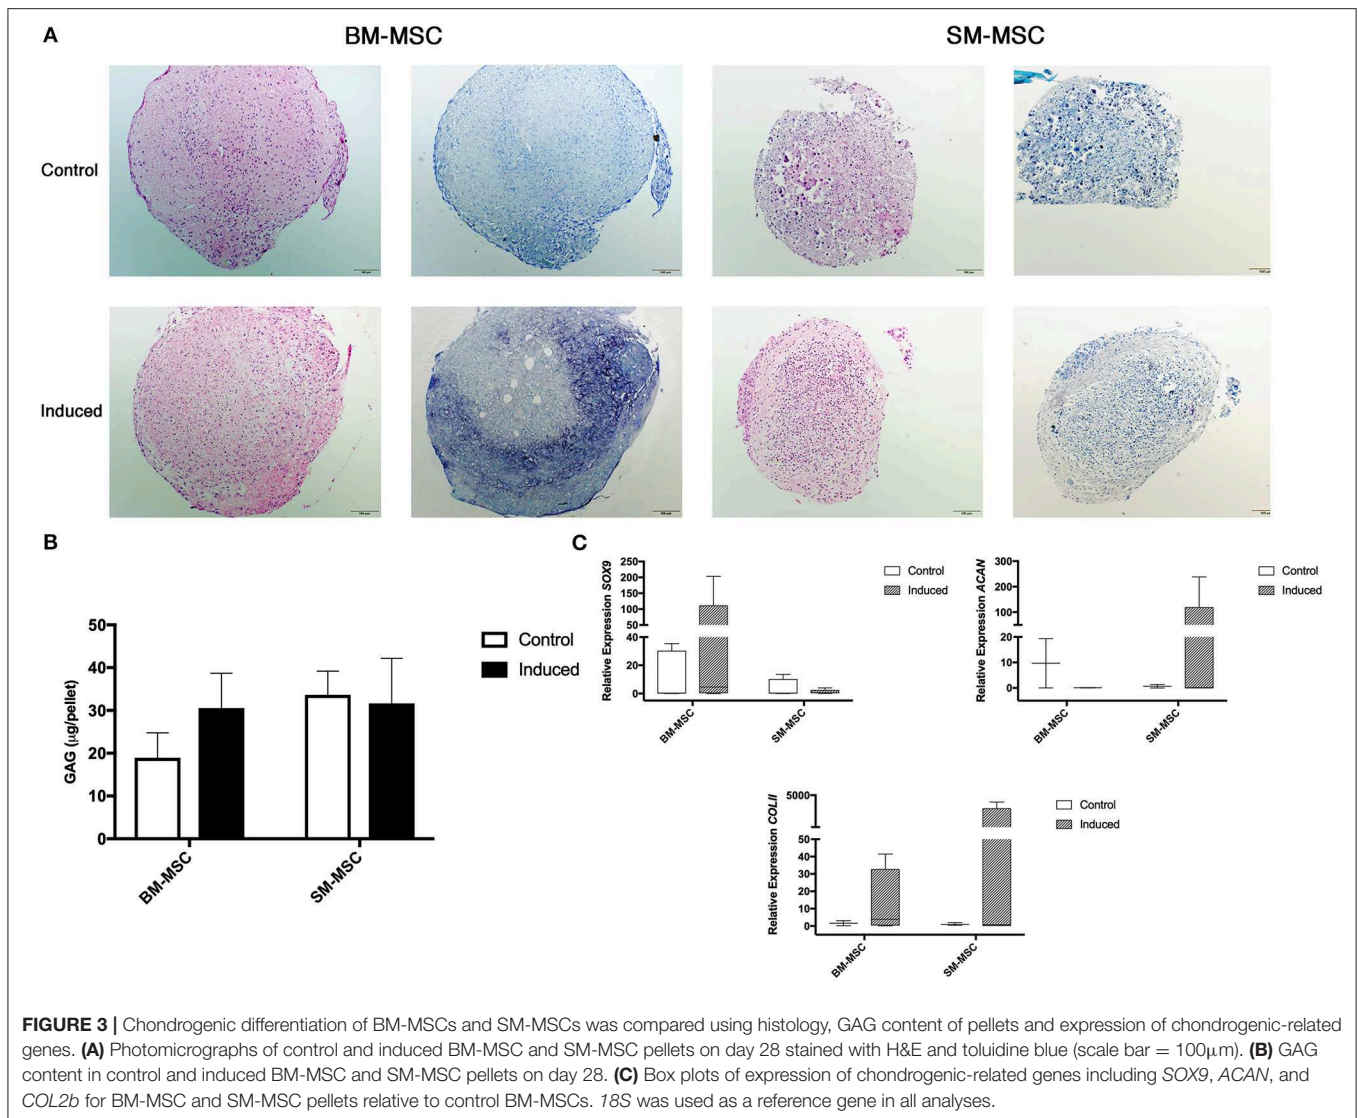 A
BM-MSC
SM-MSC
Control
Induced
B
50
40
30
20
10
0
GAG (µg/pellet)
BM-MSC
SM-MSC
Control
Induced
C
250
200
150
100
50
40
20
0
Relative Expression SOX9
BM-MSC
SM-MSC
Control
Induced
300
200
100
20
10
0
Relative Expression ACAN
BM-MSC
SM-MSC
Control
Induced
5000
50
40
30
20
10
0
Relative Expression COLII
BM-MSC
SM-MSC
Control
Induced
FIGURE 3 | Chondrogenic differentiation of BM-MSCs and SM-MSCs was compared using histology, GAG content of pellets and expression of chondrogenic-related
genes. (A) Photomicrographs of control and induced BM-MSC and SM-MSC pellets on day 28 stained with H&E and toluidine blue (scale bar = 100µm). (B) GAG
content in control and induced BM-MSC and SM-MSC pellets on day 28. (C) Box plots of expression of chondrogenic-related genes including SOX9, ACAN, and
COL2b for BM-MSC and SM-MSC pellets relative to control BM-MSCs. 18S was used as a reference gene in all analyses.